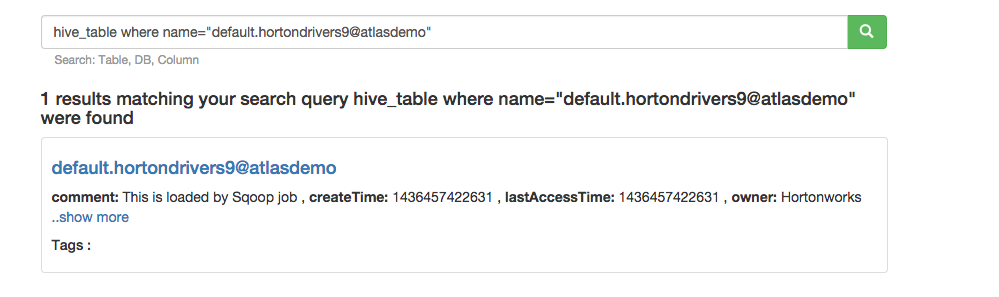 hive_table where name="default.hortondrivers9@atlasdemo"
Search: Table, DB, Column
1 results matching your search query hive_table where name="default.hortondrivers9@atlasdemo"
were found
default.hortondrivers9@atlasdemo
comment: This is loaded by Sqoop job , createTime: 1436457422631 , lastAccessTime: 1436457422631 , owner: Hortonworks
..show more
Tags :